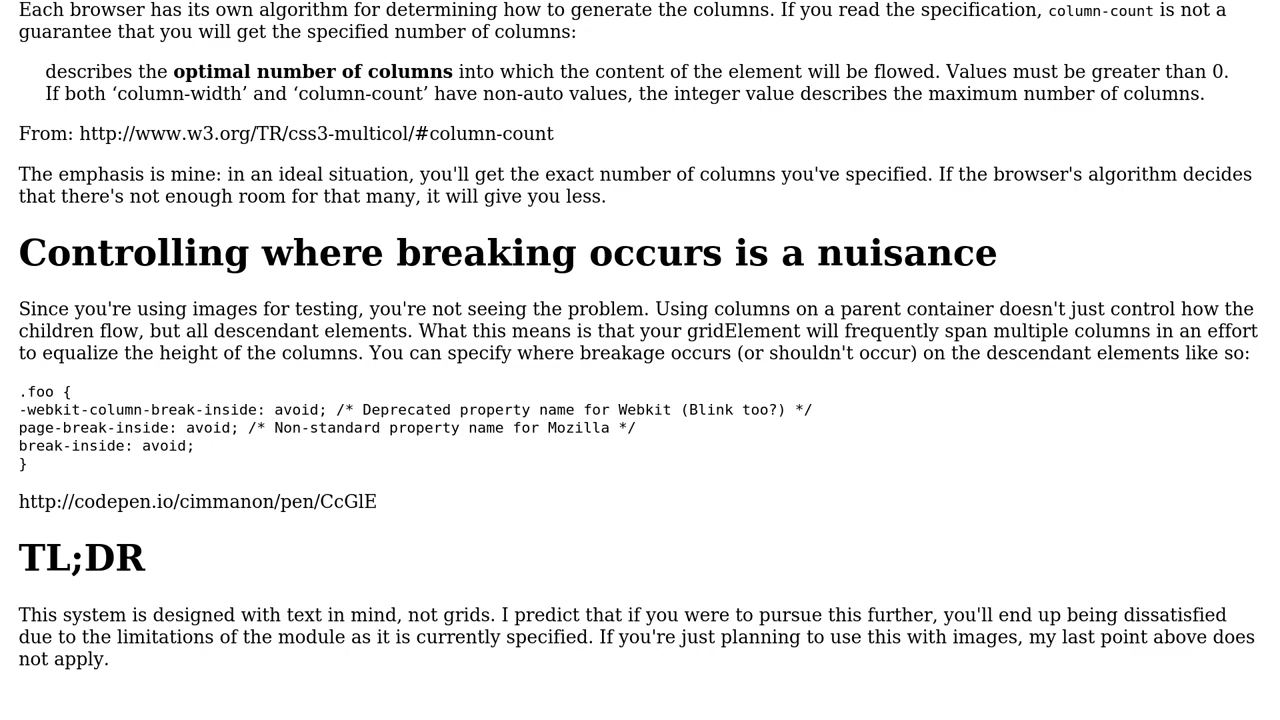 Each browser has its own algorithm for determining how to generate the columns. If you read the specification, column-count is not a
guarantee that you will get the specified number of columns:
describes the optimal number of columns into which the content of the element will be flowed. Values must be greater than 0.
If both ‘column-width’ and ‘column-count’ have non-auto values, the integer value describes the maximum number of columns.
From: http://www.w3.org/TR/css3-multicol/#column-count
The emphasis is mine: in an ideal situation, you'll get the exact number of columns you've specified. If the browser's algorithm decides
that there's not enough room for that many, it will give you less.
Controlling where breaking occurs is a nuisance
Since you're using images for testing, you're not seeing the problem. Using columns on a parent container doesn't just control how the
children flow, but all descendant elements. What this means is that your gridElement will frequently span multiple columns in an effort
to equalize the height of the columns. You can specify where breakage occurs (or shouldn't occur) on the descendant elements like so:
.foo {
-webkit-column-break-inside: avoid; /* Deprecated property name for Webkit (Blink too?) */
page-break-inside: avoid; /* Non-standard property name for Mozilla */
break-inside: avoid;
}
http://codepen.io/cimmanon/pen/CcGlE
TL;DR
This system is designed with text in mind, not grids. I predict that if you were to pursue this further, you'll end up being dissatisfied
due to the limitations of the module as it is currently specified. If you're just planning to use this with images, my last point above does
not apply.